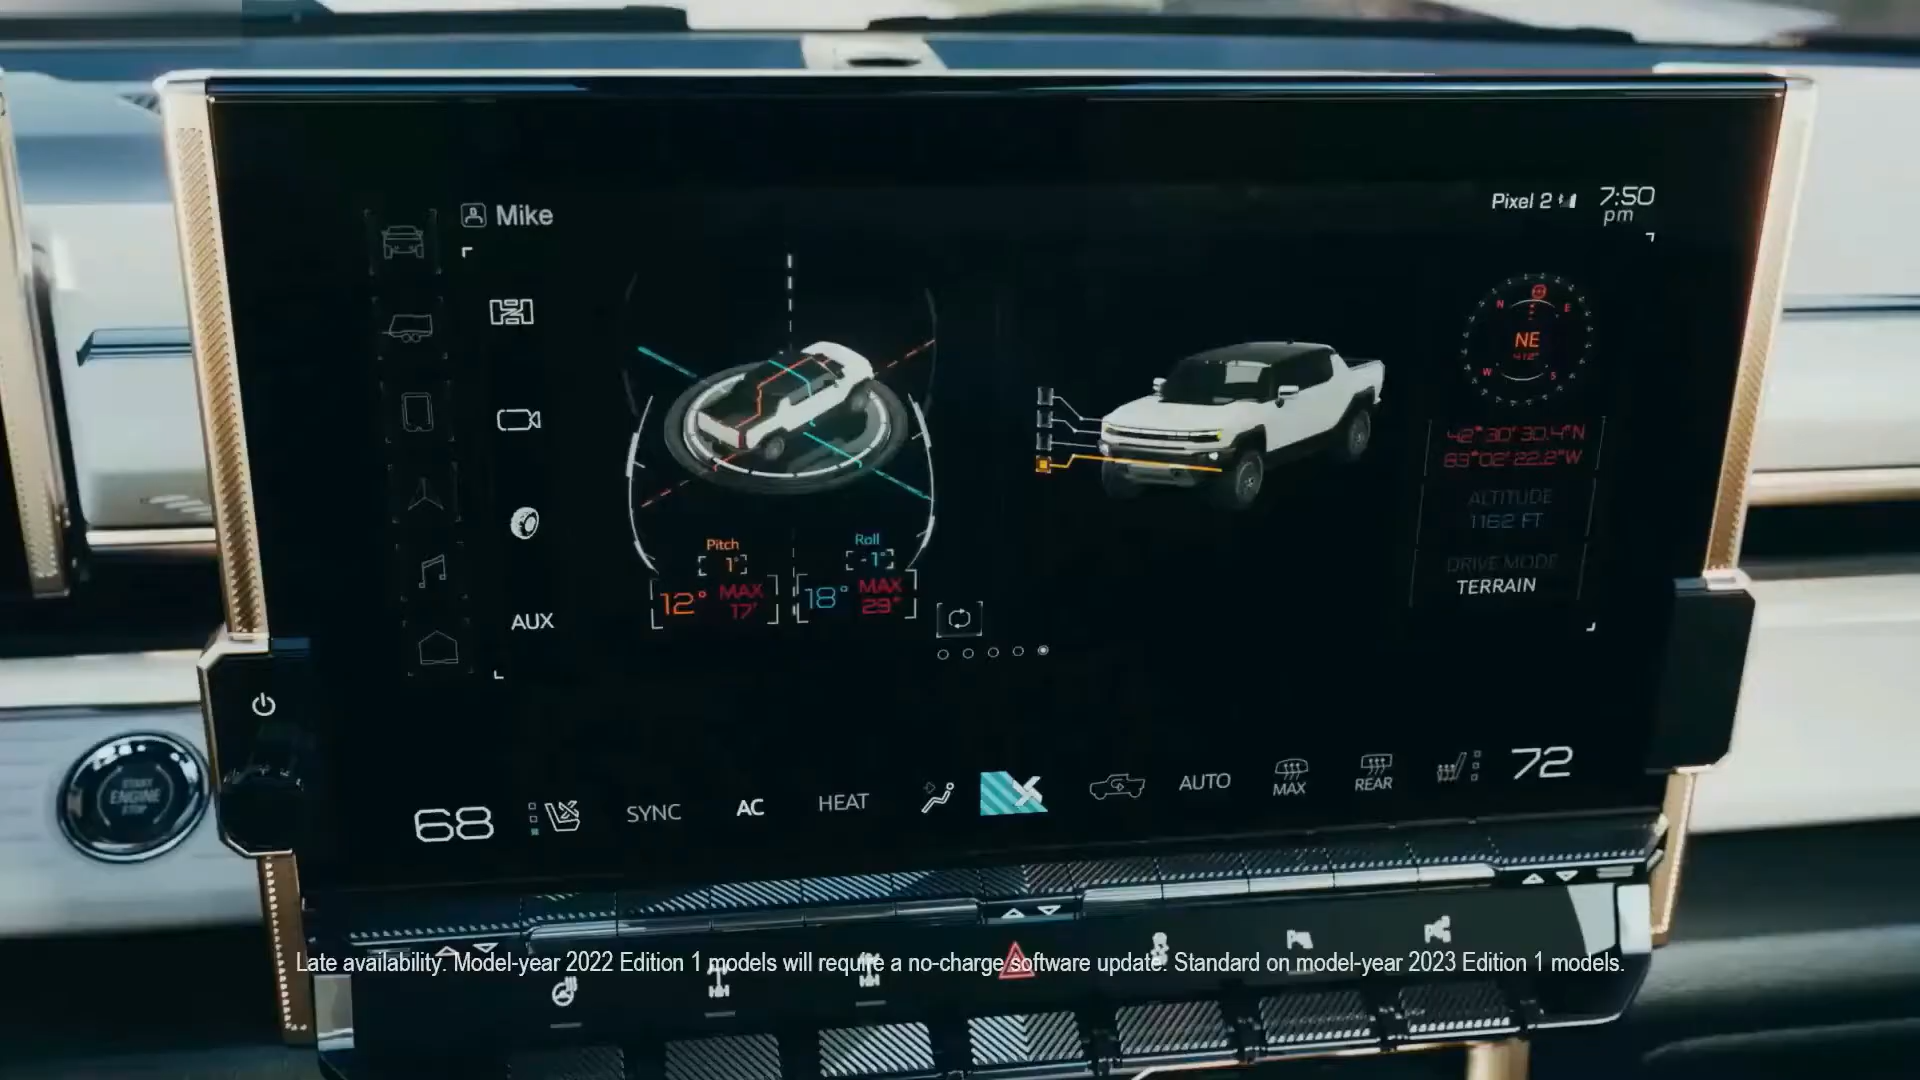 Mike
Pixel 2
7:50
pm
N
E
NE
W
S
42°30'30.4"N
83°02'22.2"W
ALTITUDE
1162 FT
DRIVE MODE
TERRAIN
Pitch
1°
12° MAX
17°
Roll
-1°
18° MAX
29°
AUX
68 SYNC AC HEAT AUTO MAX REAR 72
START
ENGINE
STOP
Late availability. Model-year 2022 Edition 1 models will require a no-charge software update. Standard on model-year 2023 Edition 1 models.